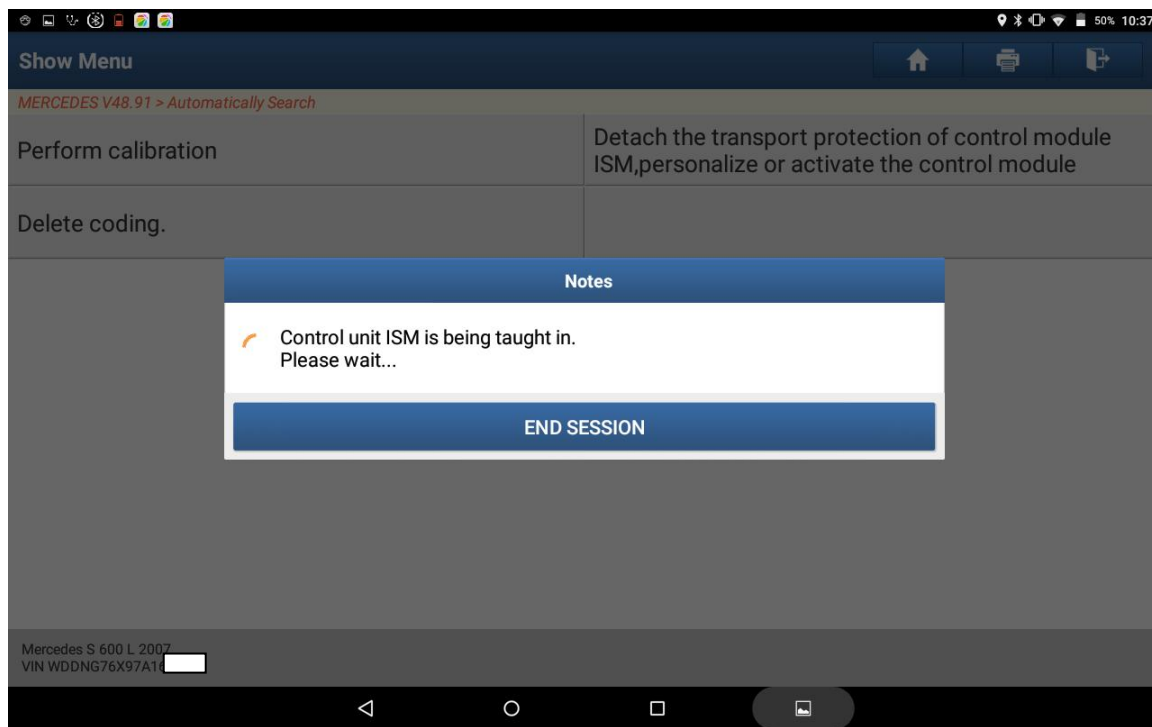 50% 10:37
Show Menu
MERCEDES V48.91 > Automatically Search
Perform calibration
Detach the transport protection of control module
ISM,personalize or activate the control module
Delete coding.
Notes
Control unit ISM is being taught in.
Please wait...
END SESSION
Mercedes S 600 L 2007
VIN WDDNG76X97A16